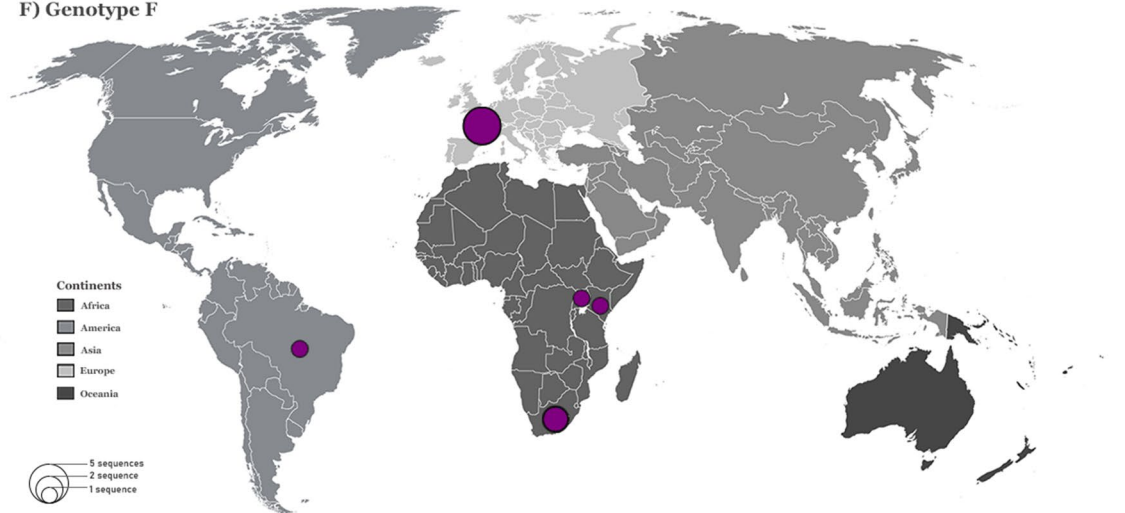 F) Genotype F
Continents
Africa
America
Asia
Europe
Oceania
5 sequences
2 sequence
1 sequence